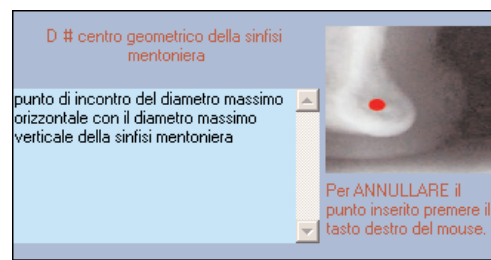 D # centro geometrico della sinfisi
mentoniera
punto di incontro del diametro massimo
orizzontale con il diametro massimo
verticale della sinfisi mentoniera
Per ANNULLARE il
punto inserito premere il
tasto destro del mouse.